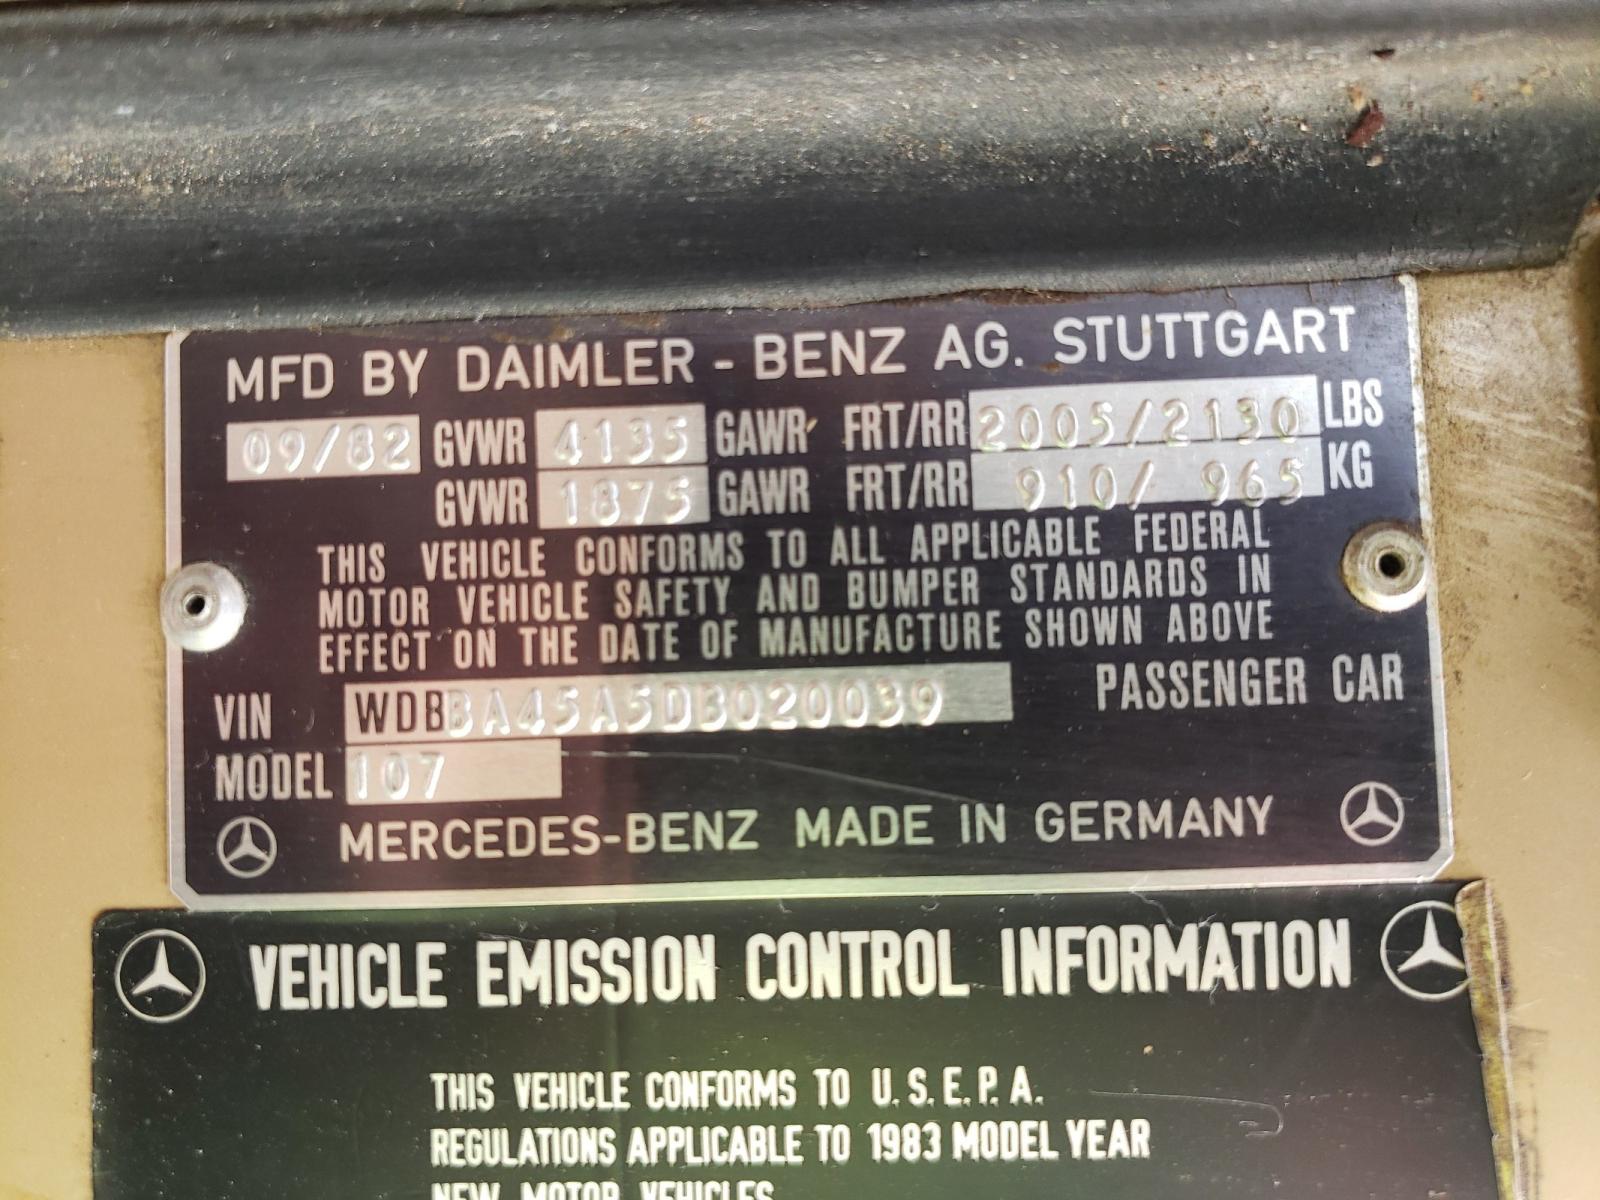 MFD BY DAIMLER - BENZ AG. STUTTGART
09/82 GVWR 4135 GAWR FRT/RR 2005/2130 LBS
GVWR 1875 GAWR FRT/RR 910/ 965 KG
THIS VEHICLE CONFORMS TO ALL APPLICABLE FEDERAL
MOTOR VEHICLE SAFETY AND BUMPER STANDARDS IN
EFFECT ON THE DATE OF MANUFACTURE SHOWN ABOVE
VIN WDBBA45A5DB020039 PASSENGER CAR
MODEL 107
MERCEDES-BENZ MADE IN GERMANY
VEHICLE EMISSION CONTROL INFORMATION
THIS VEHICLE CONFORMS TO U.S.E.P.A.
REGULATIONS APPLICABLE TO 1983 MODEL YEAR
NEW MOTOR VEHICLES